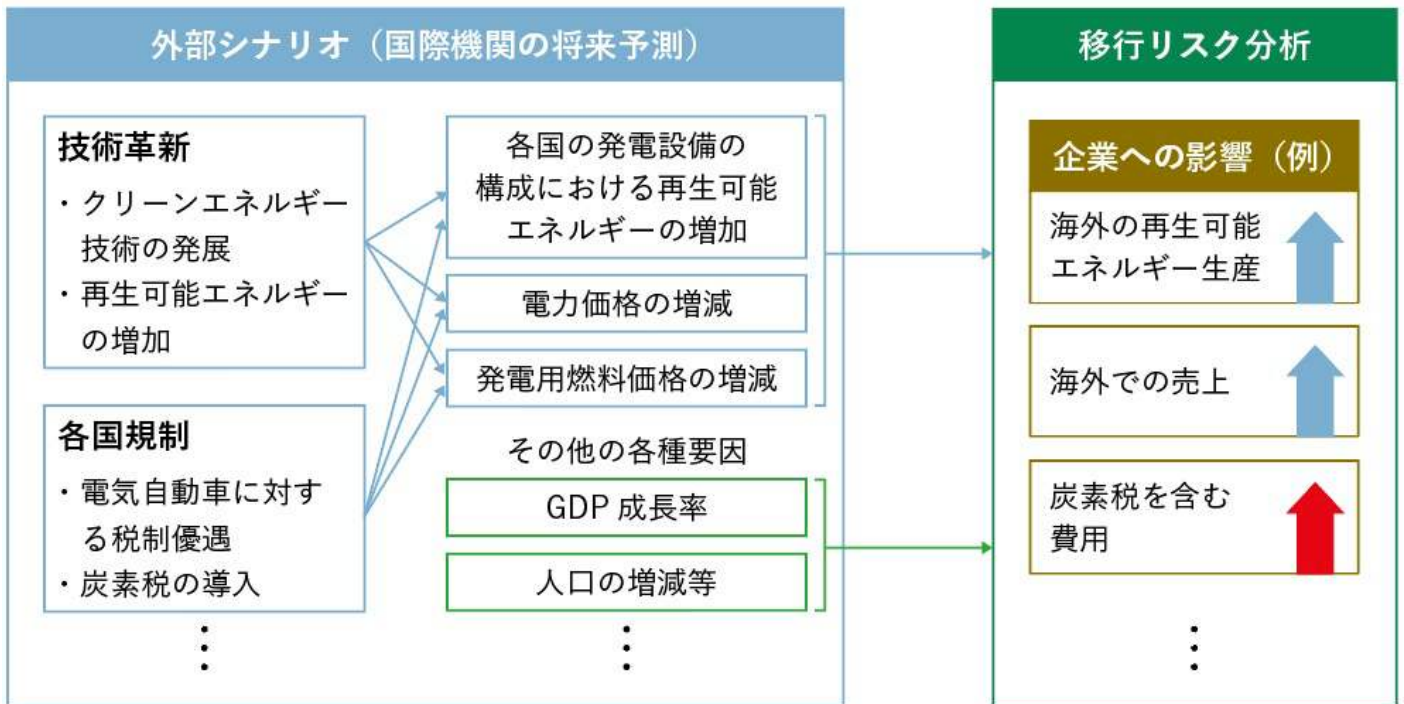 外部シナリオ（国際機関の将来予測）
技術革新
・クリーンエネルギー
技術の発展
・再生可能エネルギー
の増加
各国規制
・電気自動車に対す
る税制優遇
・炭素税の導入
⋮
各国の発電設備の
構成における再生可能
エネルギーの増加
電力価格の増減
発電用燃料価格の増減
その他の各種要因
GDP 成長率
人口の増減等
⋮
移行リスク分析
企業への影響（例）
海外の再生可能
エネルギー生産
海外での売上
炭素税を含む
費用
⋮